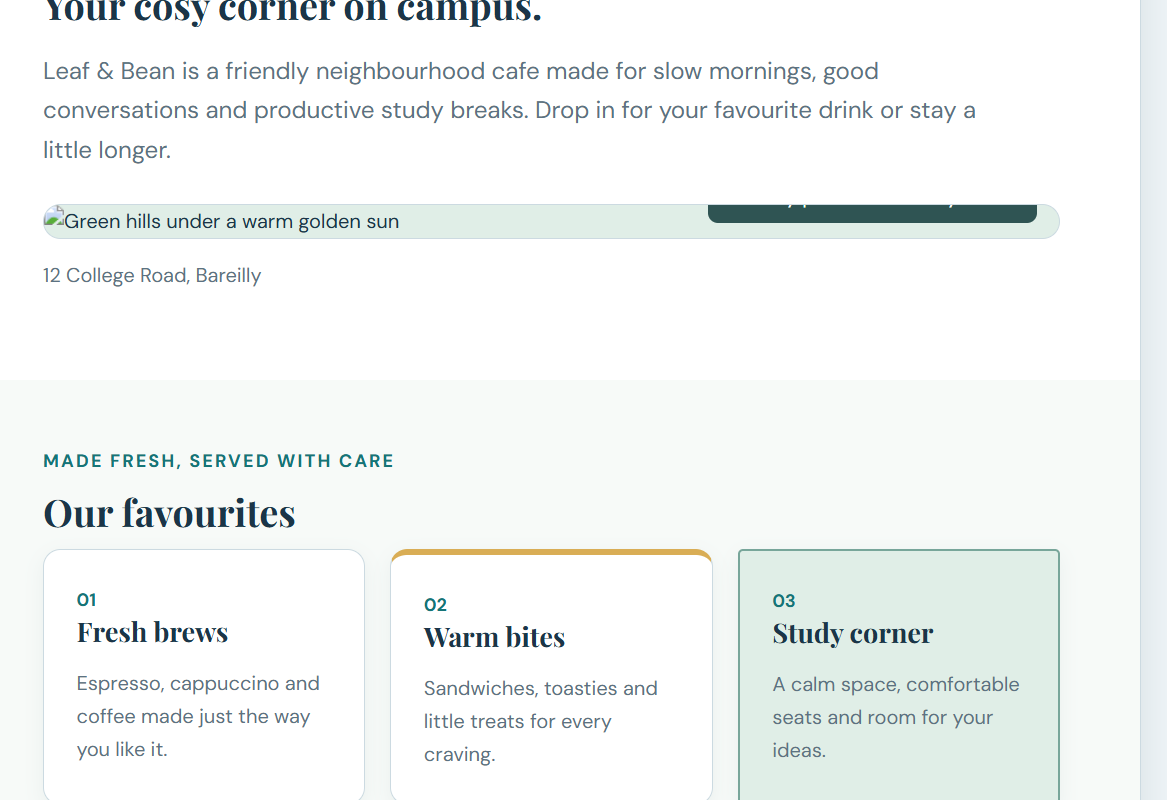 Your cosy corner on campus.
Leaf & Bean is a friendly neighbourhood cafe made for slow mornings, good
conversations and productive study breaks. Drop in for your favourite drink or stay a
little longer.
Green hills under a warm golden sun
12 College Road, Bareilly
MADE FRESH, SERVED WITH CARE
Our favourites
01
Fresh brews
Espresso, cappuccino and
coffee made just the way
you like it.
02
Warm bites
Sandwiches, toasties and
little treats for every
craving.
03
Study corner
A calm space, comfortable
seats and room for your
ideas.